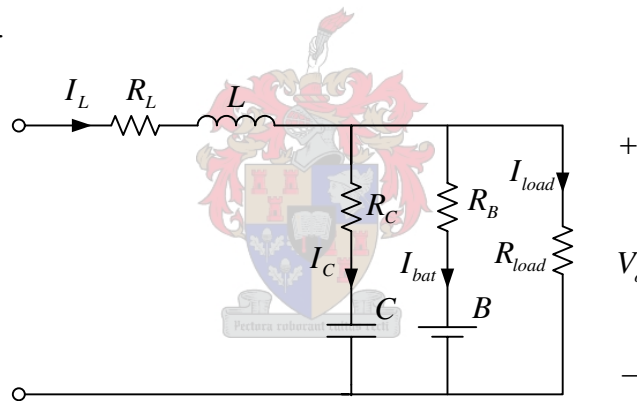 I_L R_L L
+
I_load
R_C R_B
R_load
I_C I_bat
C B
Pectora roborant cultus recti
−